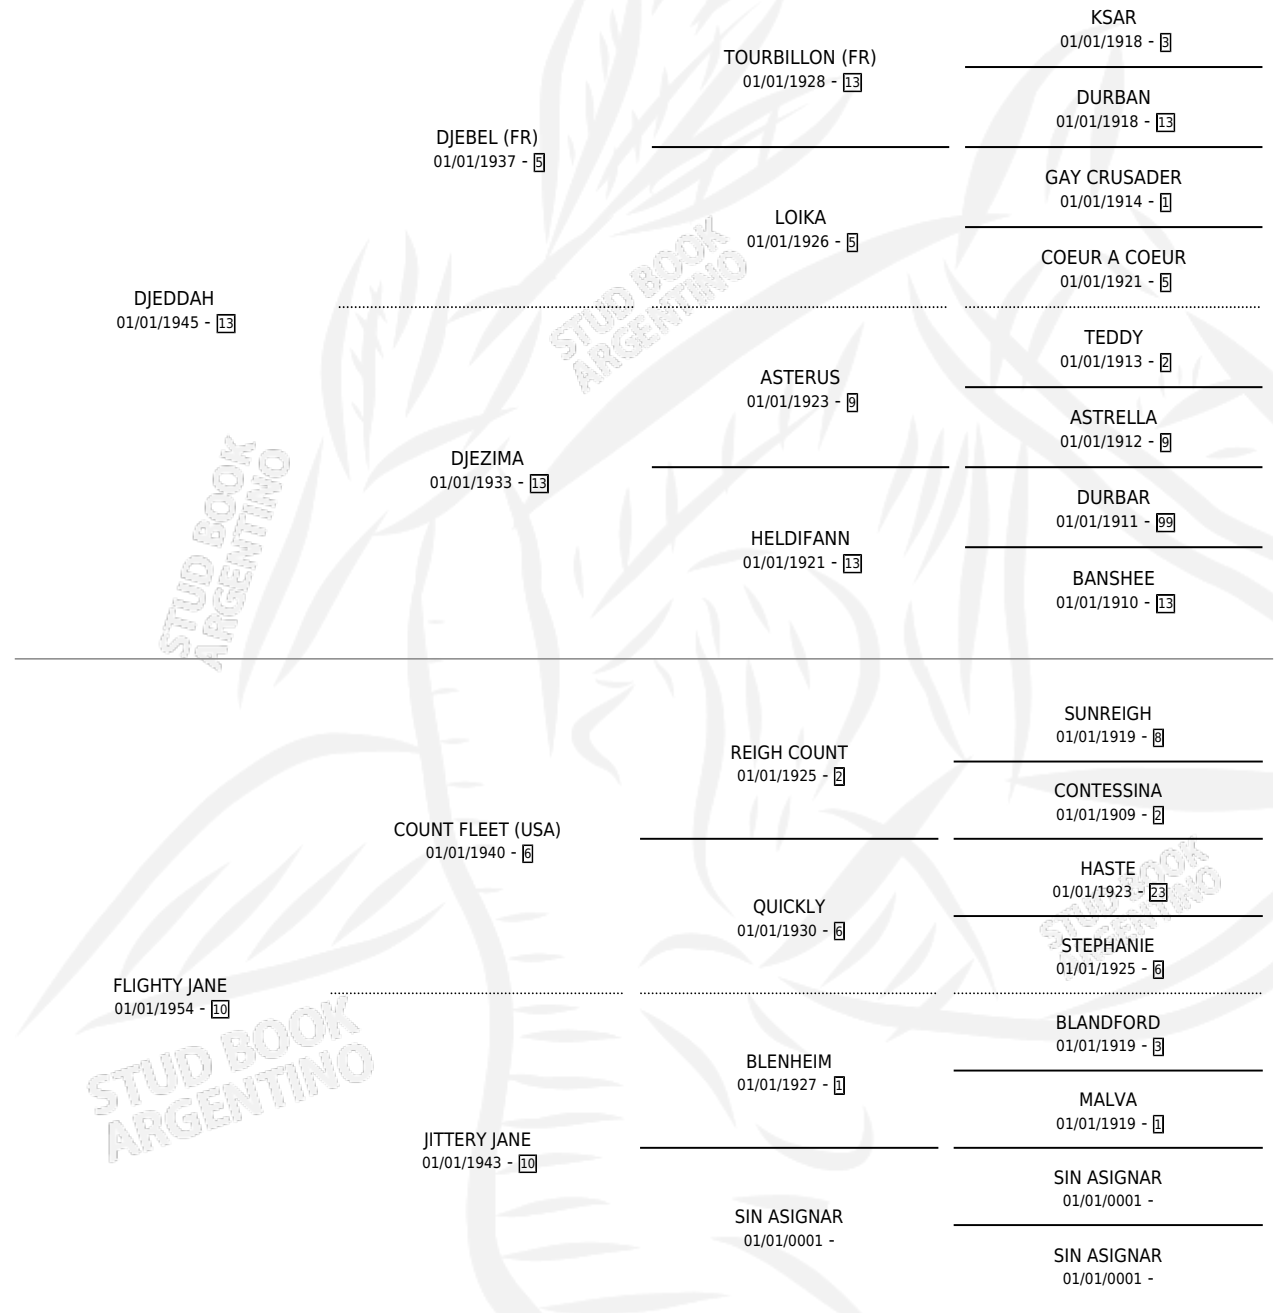 KSAR
01/01/1918 - 3
TOURBILLON (FR)
01/01/1928 - 13
DURBAN
01/01/1918 - 13
DJEBEL (FR)
01/01/1937 - 5
GAY CRUSADER
01/01/1914 - 1
LOIKA
01/01/1926 - 5
COEUR A COEUR
01/01/1921 - 5
DJEDDAH
01/01/1945 - 13
STUD BOOK
ARGENTINO
TEDDY
01/01/1913 - 2
ASTERUS
01/01/1923 - 9
ASTRELLA
01/01/1912 - 9
DJEZIMA
01/01/1933 - 13
STUD BOOK
ARGENTINO
DURBAR
01/01/1911 - 99
HELDIFANN
01/01/1921 - 13
BANSHEE
01/01/1910 - 13
SUNREIGH
01/01/1919 - 8
REIGH COUNT
01/01/1925 - 2
CONTESSINA
01/01/1909 - 2
COUNT FLEET (USA)
01/01/1940 - 6
HASTE
01/01/1923 - 23
STUD BOOK
ARGENTINO
QUICKLY
01/01/1930 - 6
STEPHANIE
01/01/1925 - 6
FLIGHTY JANE
01/01/1954 - 10
STUD BOOK
ARGENTINO
BLANDFORD
01/01/1919 - 3
BLENHEIM
01/01/1927 - 1
MALVA
01/01/1919 - 1
JITTERY JANE
01/01/1943 - 10
SIN ASIGNAR
01/01/0001 -
SIN ASIGNAR
01/01/0001 -
SIN ASIGNAR
01/01/0001 -